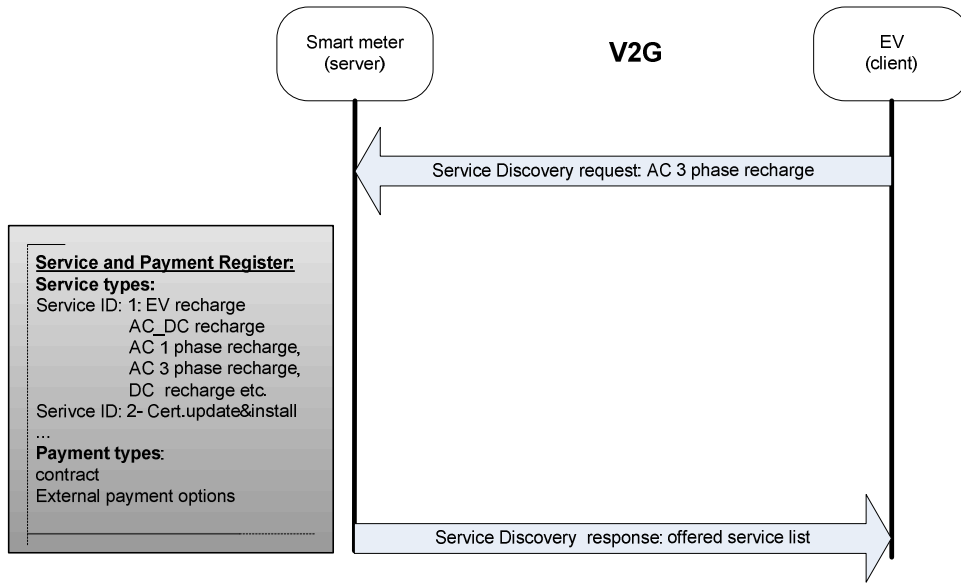 Smart meter
(server)
V2G
EV
(client)
Service Discovery request: AC 3 phase recharge
Service and Payment Register:
Service types:
Service ID: 1: EV recharge
AC_DC recharge
AC 1 phase recharge,
AC 3 phase recharge,
DC recharge etc.
Serivce ID: 2- Cert.update&install
...
Payment types:
contract
External payment options
Service Discovery response: offered service list